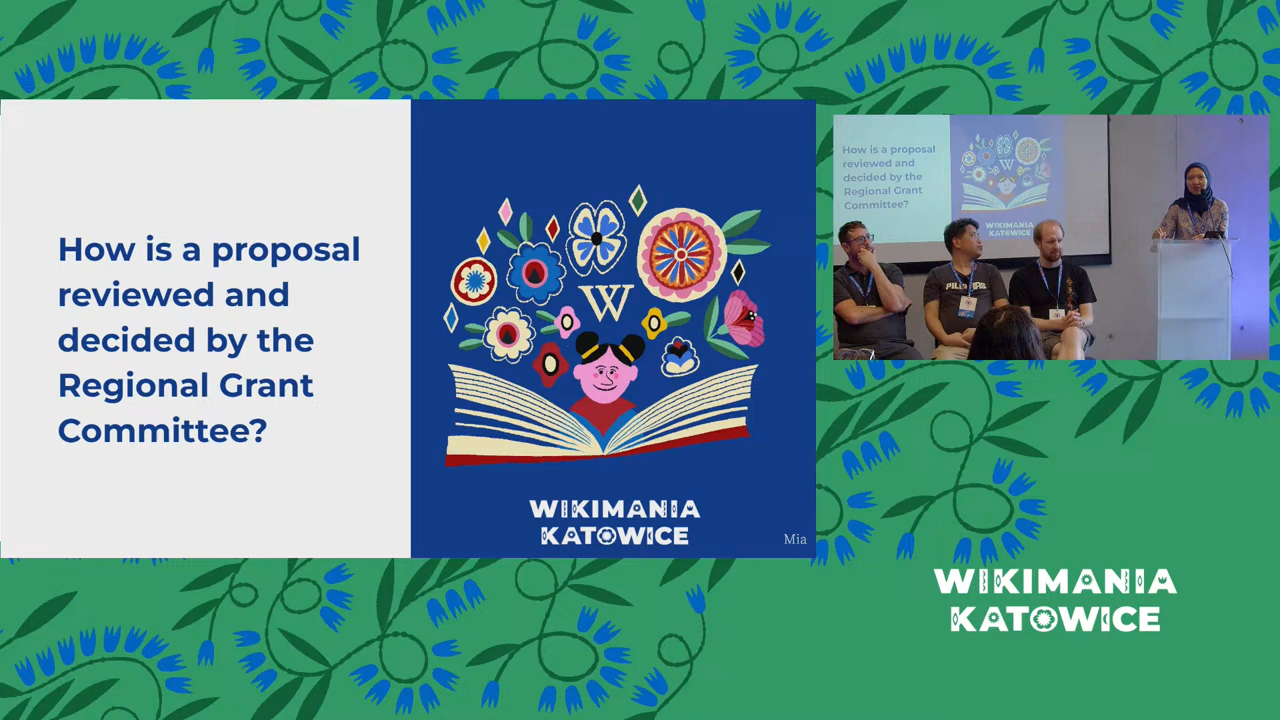 How is a proposal
reviewed and
decided by the
Regional Grant
Committee?
W
WIKIMANIA
KATOWICE
Mia
How is a proposal
reviewed and
decided by the
Regional Grant
Committee?
W
WIKIMANIA
KATOWICE
WIKIMANIA
KATOWICE